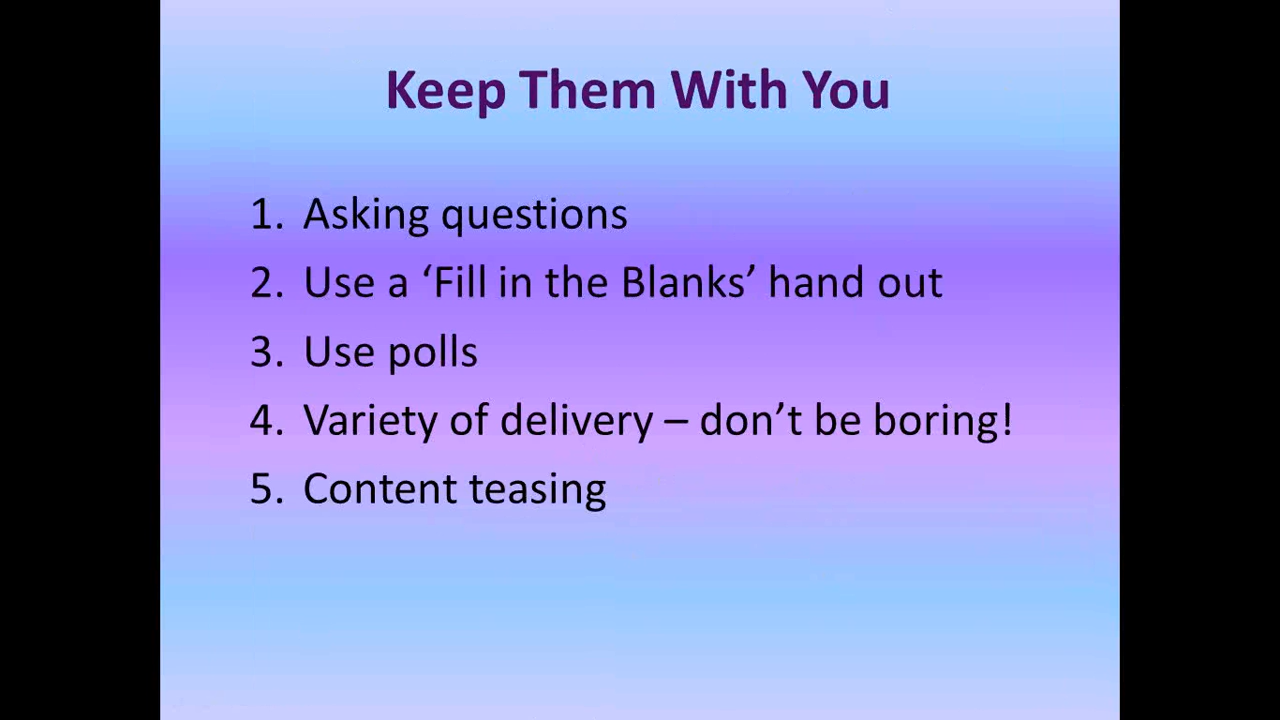 Keep Them With You
1. Asking questions
2. Use a ‘Fill in the Blanks’ hand out
3. Use polls
4. Variety of delivery – don’t be boring!
5. Content teasing